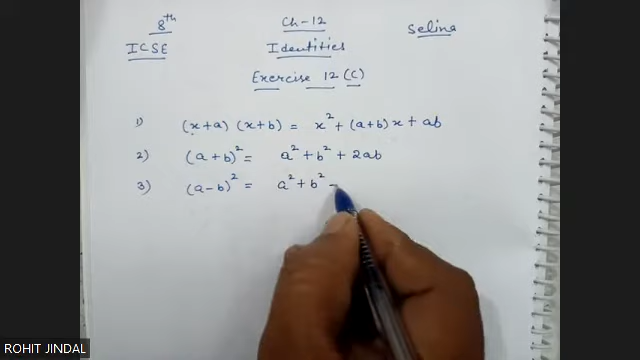 8th Ch-12 Selina
ICSE Identities
Exercise 12 (C)
1) (x+a) (x+b) = x² + (a+b)x + ab
2) (a+b)² = a² + b² + 2ab
3) (a-b)² = a² + b² -
ROHIT JINDAL